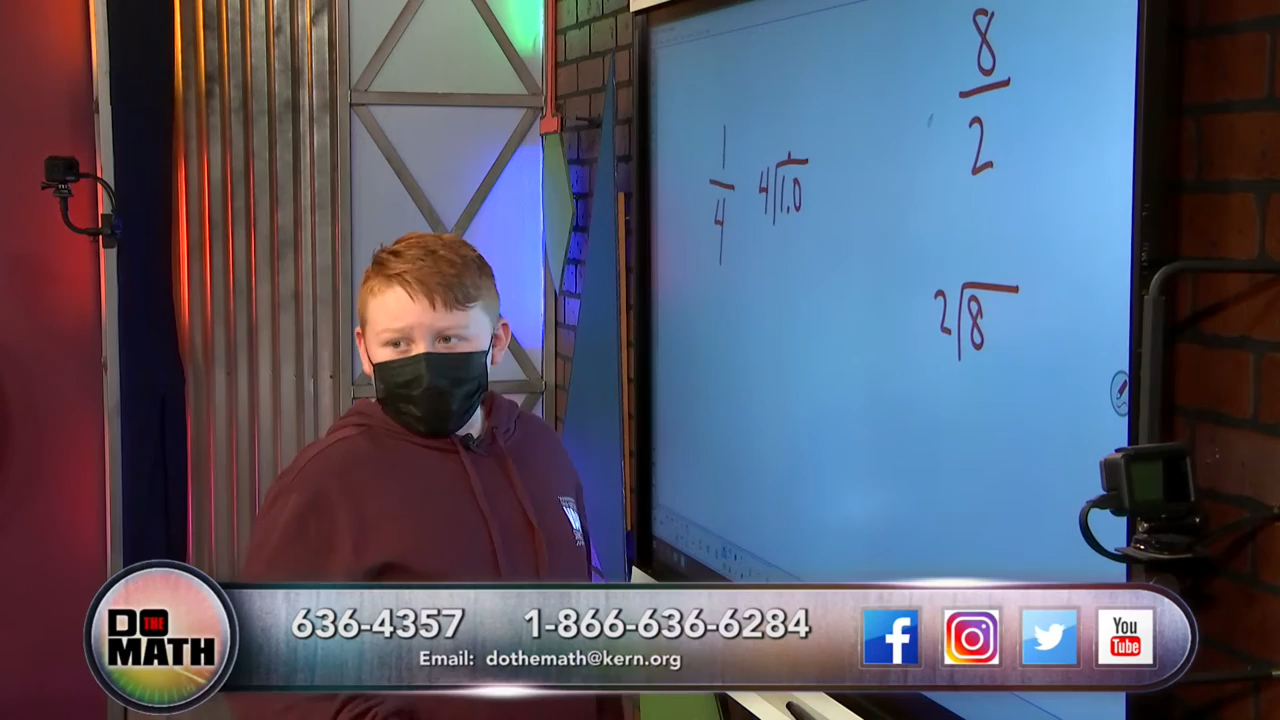 8
2
1
4
4 1.0
2 8
DO THE MATH
636-4357 1-866-636-6284
Email: dothemath@kern.org
You Tube